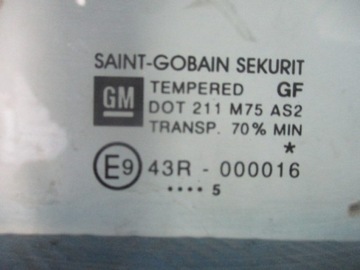 SAINT-GOBAIN SEKURIT
GM TEMPERED GF
DOT 211 M75 AS2
TRANSP. 70% MIN
*
E9 43R - 000016
•••• 5